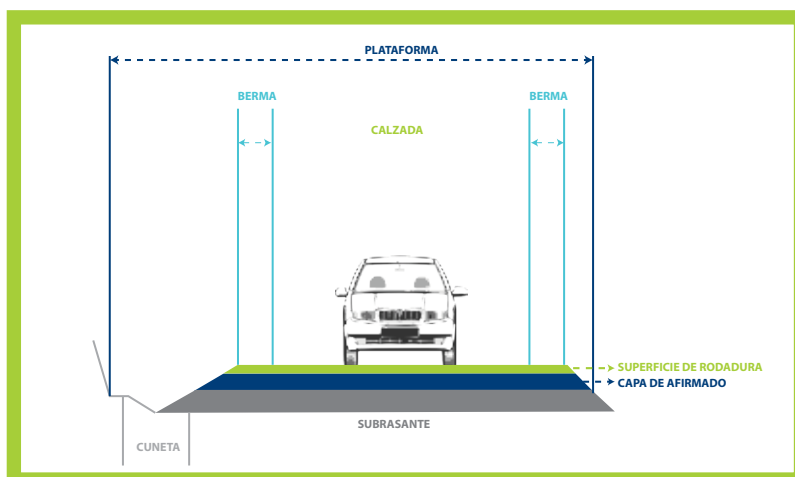 PLATAFORMA
BERMA
BERMA
CALZADA
SUPERFICIE DE RODADURA
CAPA DE AFIRMADO
SUBRASANTE
CUNETA